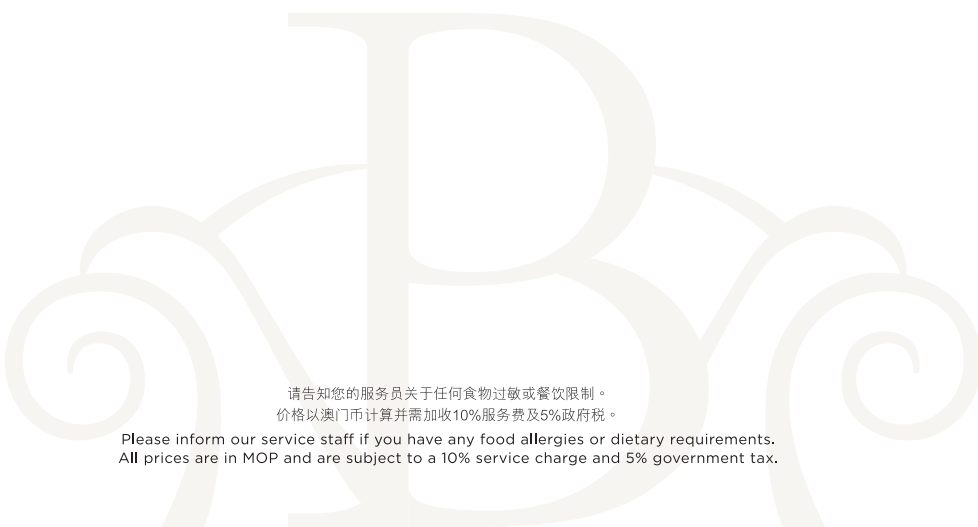 请告知您的服务员关于任何食物过敏或餐饮限制。
价格以澳门币计算并需加收10%服务费及5%政府税。
Please inform our service staff if you have any food allergies or dietary requirements.
All prices are in MOP and are subject to a 10% service charge and 5% government tax.